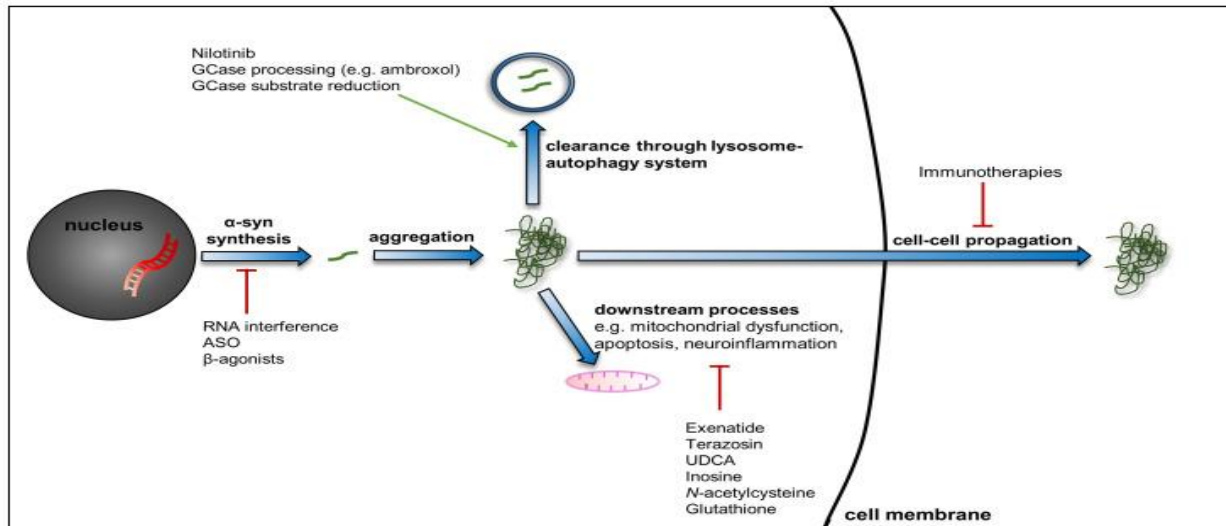 Nilotinib
GCase processing (e.g. ambroxol)
GCase substrate reduction
clearance through lysosome-
autophagy system
Immunotherapies
nucleus
α-syn
synthesis
aggregation
cell-cell propagation
RNA interference
ASO
β-agonists
downstream processes
e.g. mitochondrial dysfunction,
apoptosis, neuroinflammation
Exenatide
Terazosin
UDCA
Inosine
N-acetylcysteine
Glutathione
cell membrane